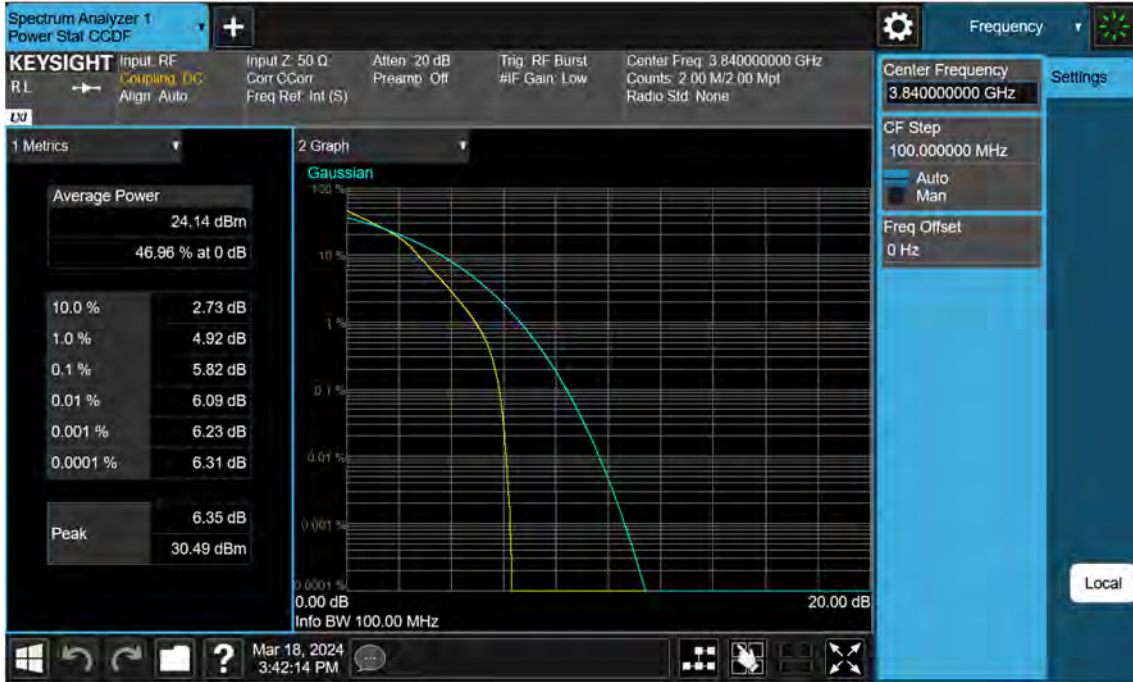 Spectrum Analyzer 1
Power Stat CCDF
Frequency
KEYSIGHT
R L
LXI
Input: RF
Coupling: DC
Align: Auto
Input Z: 50 Ω
Corr CCorr
Freq Ref: Int (S)
Atten: 20 dB
Preamp: Off
Trig: RF Burst
#IF Gain: Low
Center Freq: 3.840000000 GHz
Counts: 2.00 M/2.00 Mpt
Radio Std: None
Center Frequency
3.840000000 GHz
Settings
CF Step
100.000000 MHz
Auto
Man
Freq Offset
0 Hz
1 Metrics
Average Power
24.14 dBm
46.96 % at 0 dB
10.0 % 2.73 dB
1.0 % 4.92 dB
0.1 % 5.82 dB
0.01 % 6.09 dB
0.001 % 6.23 dB
0.0001 % 6.31 dB
Peak
6.35 dB
30.49 dBm
2 Graph
Gaussian
100 %
10 %
1 %
0.1 %
0.01 %
0.001 %
0.0001 %
0.00 dB 20.00 dB
Info BW 100.00 MHz
Local
?
Mar 18, 2024
3:42:14 PM